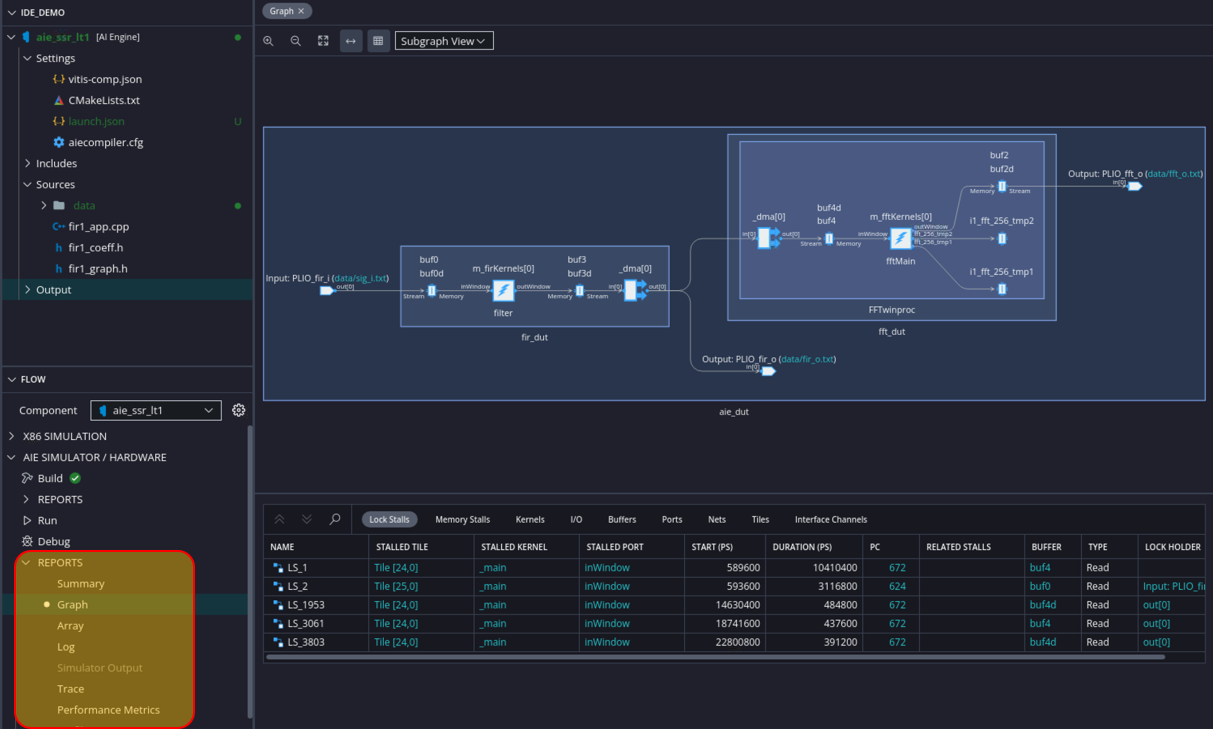 IDE_DEMO
aie_ssr_lt1 [AI Engine]
Settings
vitis-comp.json
CMakeLists.txt
launch.json U
aiecompiler.cfg
Includes
Sources
data
fir1_app.cpp
fir1_coeff.h
fir1_graph.h
Output
FLOW
Component aie_ssr_lt1
X86 SIMULATION
AIE SIMULATOR / HARDWARE
Build
REPORTS
Run
Debug
REPORTS
Summary
Graph
Array
Log
Simulator Output
Trace
Performance Metrics
Graph
Subgraph View
Input: PLIO_fir_i (data/sig_i.txt)
out[0]
buf0
buf0d
Stream Memory
m_firKernels[0]
inWindow outWindow
filter
buf3
buf3d
Memory Stream
_dma[0]
in[0] out[0]
fir_dut
_dma[0]
in[0] out[0]
buf4d
buf4
Stream Memory
m_fftKernels[0]
inWindow
outWindow
fft_256_tmp2
fft_256_tmp1
fftMain
buf2
buf2d
Memory Stream
i1_fft_256_tmp2
i1_fft_256_tmp1
FFTwinproc
fft_dut
Output: PLIO_fft_o (data/fft_o.txt)
in[0]
Output: PLIO_fir_o (data/fir_o.txt)
in[0]
aie_dut
Lock Stalls Memory Stalls Kernels I/O Buffers Ports Nets Tiles Interface Channels
NAME STALLED TILE STALLED KERNEL STALLED PORT START (PS) DURATION (PS) PC RELATED STALLS BUFFER TYPE LOCK HOLDER
LS_1 Tile [24,0] _main inWindow 589600 10410400 672 buf4 Read
LS_2 Tile [25,0] _main inWindow 593600 3116800 624 buf0 Read Input: PLIO_fi
LS_1953 Tile [24,0] _main inWindow 14630400 484800 672 buf4d Read out[0]
LS_3061 Tile [24,0] _main inWindow 18741600 437600 672 buf4 Read out[0]
LS_3803 Tile [24,0] _main inWindow 22800800 391200 672 buf4d Read out[0]